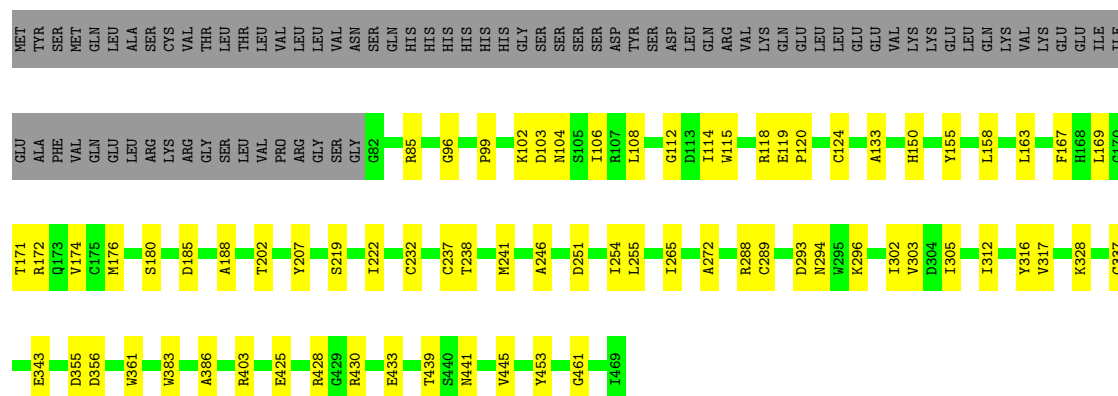 MET TYR SER MET GLN LEU ALA SER CYS VAL THR LEU THR LEU VAL LEU LEU VAL ASN SER GLN HIS HIS HIS HIS HIS HIS GLY SER SER SER SER ASP TYR SER ASP LEU GLN ARG VAL LYS GLN GLU LEU LEU GLU GLU VAL LYS LYS GLU LEU GLN LYS VAL LYS GLU GLU ILE ILE
GLU ALA PHE VAL GLN GLU LEU ARG LYS ARG GLY SER LEU VAL PRO ARG GLY SER GLY G82 R85 G96 P99 K102 D103 N104 S105 I106 R107 L108 G112 D113 I114 W115 R118 E119 P120 C124 A133 H150 Y155 L158 L163 F167 H168 L169
T171 R172 Q173 V174 C175 M176 S180 D185 A188 T202 Y207 S219 I222 C232 C237 T238 M241 A246 D251 I254 L255 I265 A272 R288 C289 D293 N294 W295 K296 I302 V303 D304 I305 I312 Y316 V317 K328
E343 D355 D356 W361 W383 A386 R403 E425 R428 G429 R430 E433 T439 S440 N441 V445 Y453 G461 I469